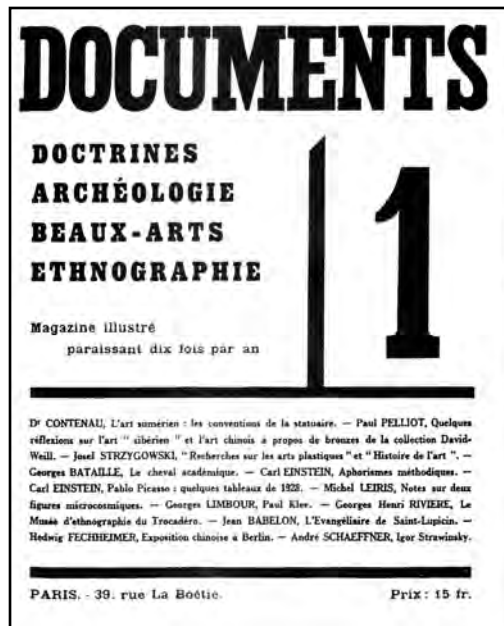 DOCUMENTS
DOCTRINES
ARCHÉOLOGIE
BEAUX-ARTS
ETHNOGRAPHIE
1
Magazine illustré
paraissant dix fois par an
Dr CONTENAU, L'art sumérien : les conventions de la statuaire. — Paul PELLIOT, Quelques
réflexions sur l'art " sibérien " et l'art chinois à propos de bronzes de la collection David-
Weill. — Josef STRZYGOWSKI, " Recherches sur les arts plastiques " et " Histoire de l'art ". —
Georges BATAILLE, Le cheval académique. — Carl EINSTEIN, Aphorismes méthodiques. —
Carl EINSTEIN, Pablo Picasso : quelques tableaux de 1928. — Michel LEIRIS, Notes sur deux
figures microcosmiques. — Georges LIMBOUR, Paul Klee. — Georges Henri RIVIERE, Le
Musée d'ethnographie du Trocadéro. — Jean BABELON, L'Evangéliaire de Saint-Lupicin. —
Hedwig FECHHEIMER, Exposition chinoise à Berlin. — André SCHAEFFNER, Igor Strawinsky.
PARIS. - 39. rue La Boétie.
Prix : 15 fr.